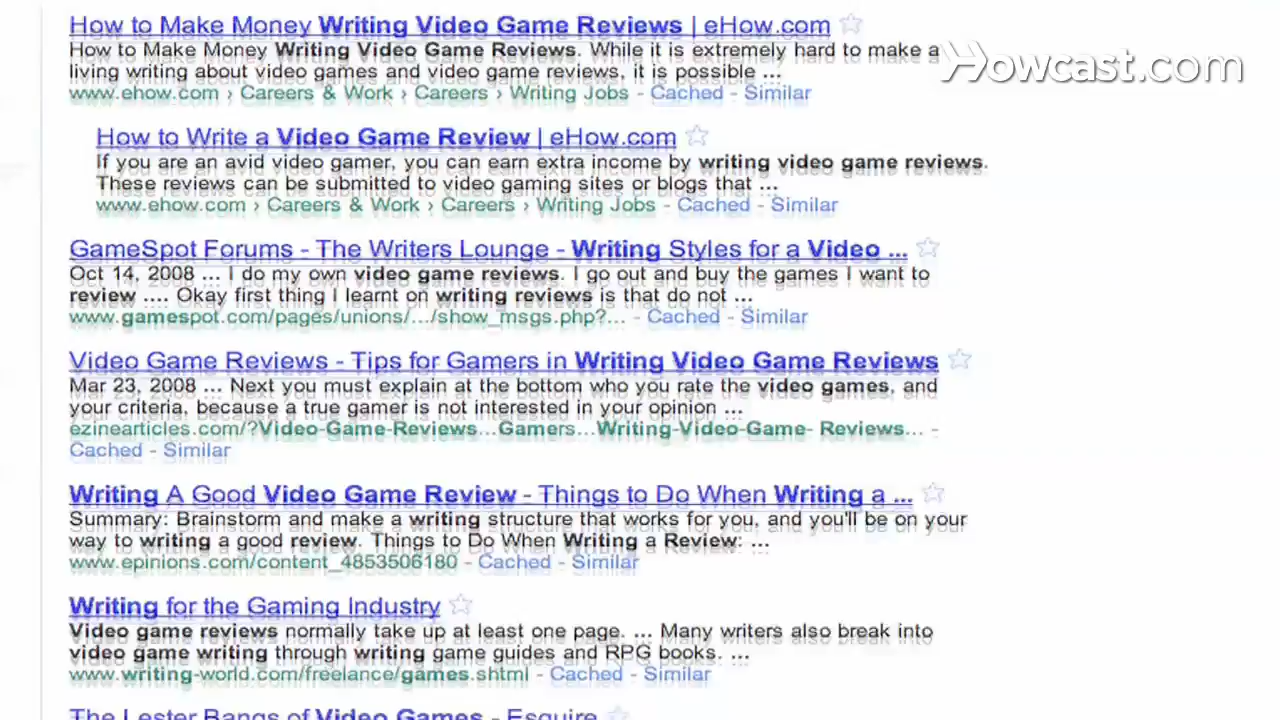 How to Make Money Writing Video Game Reviews | eHow.com
How to Make Money Writing Video Game Reviews. While it is extremely hard to make a
living writing about video games and video game reviews, it is possible ...
www.ehow.com › Careers & Work › Careers › Writing Jobs - Cached - Similar
Howcast.com
How to Write a Video Game Review | eHow.com
If you are an avid video gamer, you can earn extra income by writing video game reviews.
These reviews can be submitted to video gaming sites or blogs that ...
www.ehow.com › Careers & Work › Careers › Writing Jobs - Cached - Similar
GameSpot Forums - The Writers Lounge - Writing Styles for a Video ...
Oct 14, 2008 ... I do my own video game reviews. I go out and buy the games I want to
review .... Okay first thing I learnt on writing reviews is that do not ...
www.gamespot.com/pages/unions/.../show_msgs.php?... - Cached - Similar
Video Game Reviews - Tips for Gamers in Writing Video Game Reviews
Mar 23, 2008 ... Next you must explain at the bottom who you rate the video games, and
your criteria, because a true gamer is not interested in your opinion ...
ezinearticles.com/?Video-Game-Reviews...Gamers...Writing-Video-Game- Reviews... -
Cached - Similar
Writing A Good Video Game Review - Things to Do When Writing a ...
Summary: Brainstorm and make a writing structure that works for you, and you'll be on your
way to writing a good review. Things to Do When Writing a Review: ...
www.epinions.com/content_4853506180 - Cached - Similar
Writing for the Gaming Industry
Video game reviews normally take up at least one page. ... Many writers also break into
video game writing through writing game guides and RPG books. ...
www.writing-world.com/freelance/games.shtml - Cached - Similar
The Lester Bangs of Video Games - Esquire